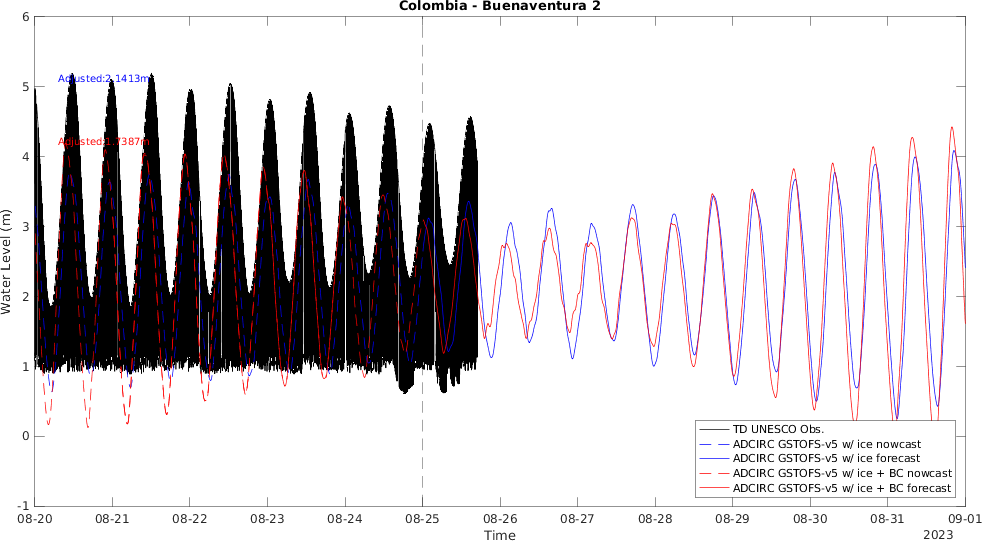 Colombia - Buenaventura 2
Water Level (m)
6
5
4
3
2
1
0
-1
Adjusted:2.1413m
Adjusted:1.7387m
TD UNESCO Obs.
ADCIRC GSTOFS-v5 w/ ice nowcast
ADCIRC GSTOFS-v5 w/ ice forecast
ADCIRC GSTOFS-v5 w/ ice + BC nowcast
ADCIRC GSTOFS-v5 w/ ice + BC forecast
08-20 08-21 08-22 08-23 08-24 08-25 08-26 08-27 08-28 08-29 08-30 08-31 09-01
Time
2023